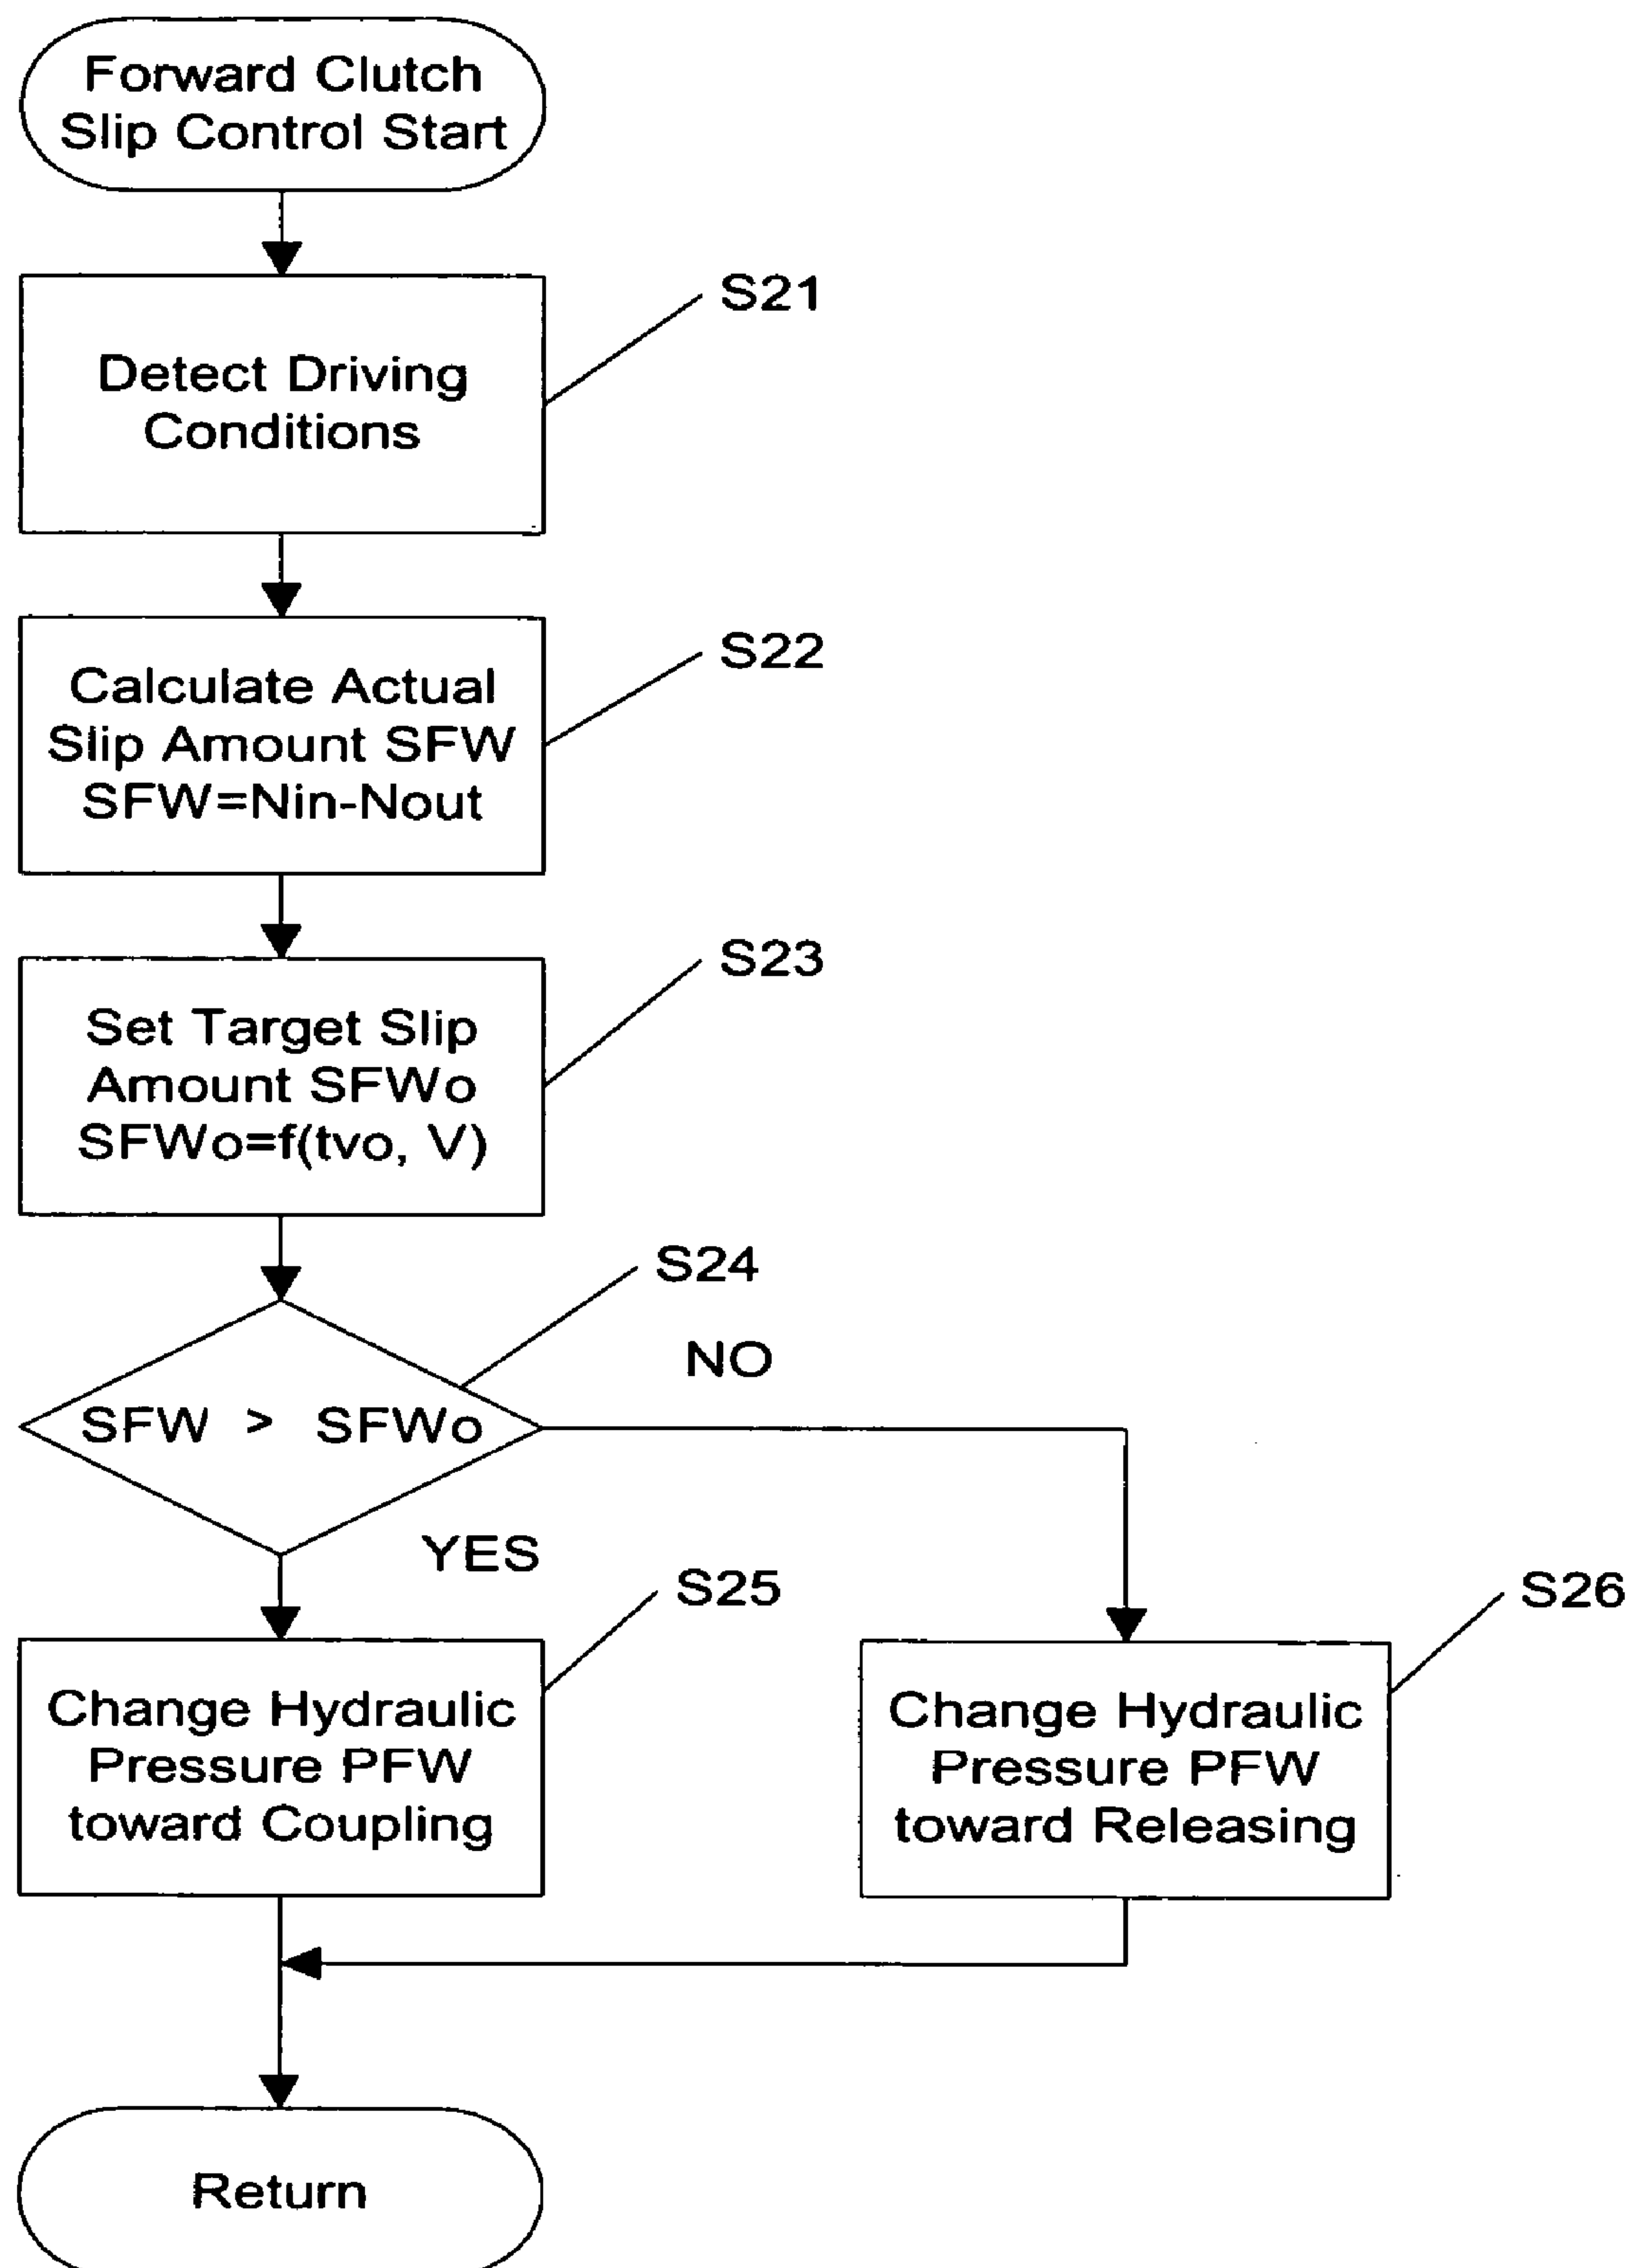 Forward Clutch
Slip Control Start
S21
Detect Driving
Conditions
S22
Calculate Actual
Slip Amount SFW
SFW=Nin-Nout
S23
Set Target Slip
Amount SFWo
SFWo=f(tvo, V)
S24
NO
SFW > SFWo
YES
S25
S26
Change Hydraulic
Pressure PFW
toward Coupling
Change Hydraulic
Pressure PFW
toward Releasing
Return